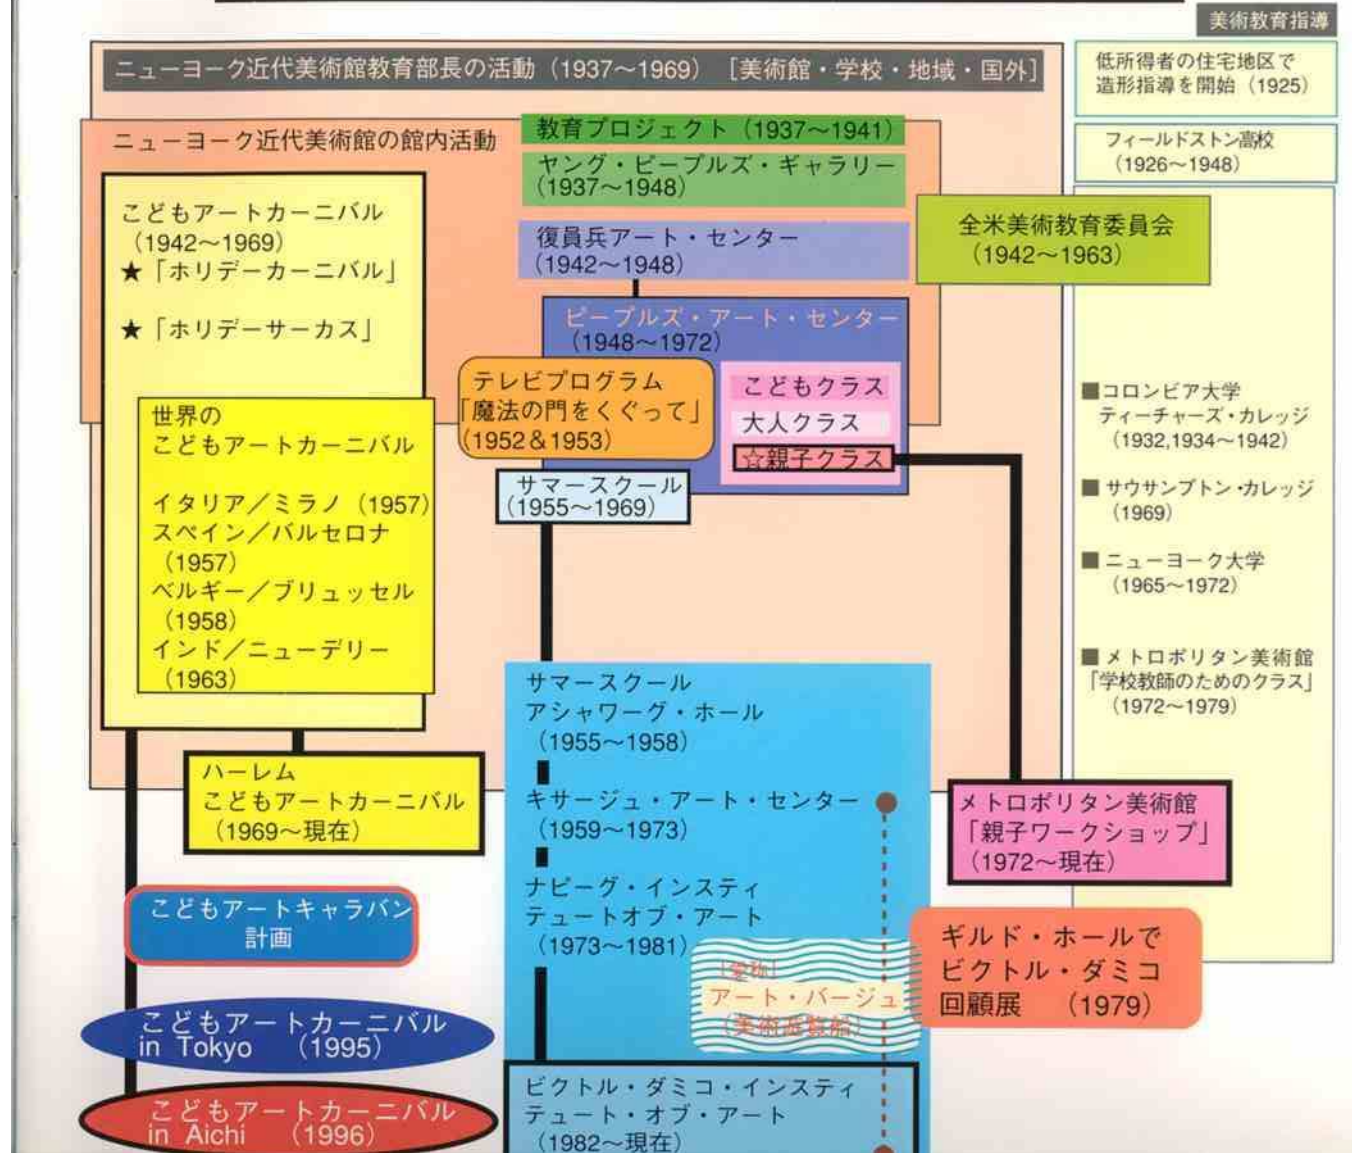 美術教育指導
ニューヨーク近代美術館教育部長の活動（1937〜1969）［美術館・学校・地域・国外］
ニューヨーク近代美術館の館内活動
教育プロジェクト（1937〜1941）
ヤング・ピープルズ・ギャラリー
（1937〜1948）
復員兵アート・センター
（1942〜1948）
ピープルズ・アート・センター
（1948〜1972）
こどもクラス
大人クラス
☆親子クラス
テレビプログラム
「魔法の門をくぐって」
（1952＆1953）
サマースクール
（1955〜1969）
こどもアートカーニバル
（1942〜1969）
★「ホリデーカーニバル」
★「ホリデーサーカス」
世界の
こどもアートカーニバル
イタリア／ミラノ（1957）
スペイン／バルセロナ
（1957）
ベルギー／ブリュッセル
（1958）
インド／ニューデリー
（1963）
ハーレム
こどもアートカーニバル
（1969〜現在）
こどもアートキャラバン
計画
こどもアートカーニバル
in Tokyo （1995）
こどもアートカーニバル
in Aichi （1996）
サマースクール
アシャワーグ・ホール
（1955〜1958）
キサージュ・アート・センター
（1959〜1973）
ナピーグ・インスティ
テュートオブ・アート
（1973〜1981）
［愛称］
アート・バージュ
（美術遊覧船）
ビクトル・ダミコ・インスティ
テュート・オブ・アート
（1982〜現在）
全米美術教育委員会
（1942〜1963）
低所得者の住宅地区で
造形指導を開始（1925）
フィールドストン高校
（1926〜1948）
■コロンビア大学
ティーチャーズ・カレッジ
（1932,1934〜1942）
■サウサンプトン・カレッジ
（1969）
■ニューヨーク大学
（1965〜1972）
■メトロポリタン美術館
「学校教師のためのクラス」
（1972〜1979）
メトロポリタン美術館
「親子ワークショップ」
（1972〜現在）
ギルド・ホールで
ビクトル・ダミコ
回顧展 （1979）